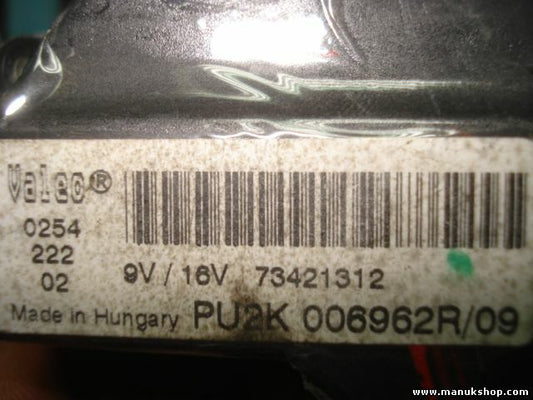 Valeo®
0254
222
02
9V / 16V 73421312
Made in Hungary PU2K 006962R/09
www.manukshop.com